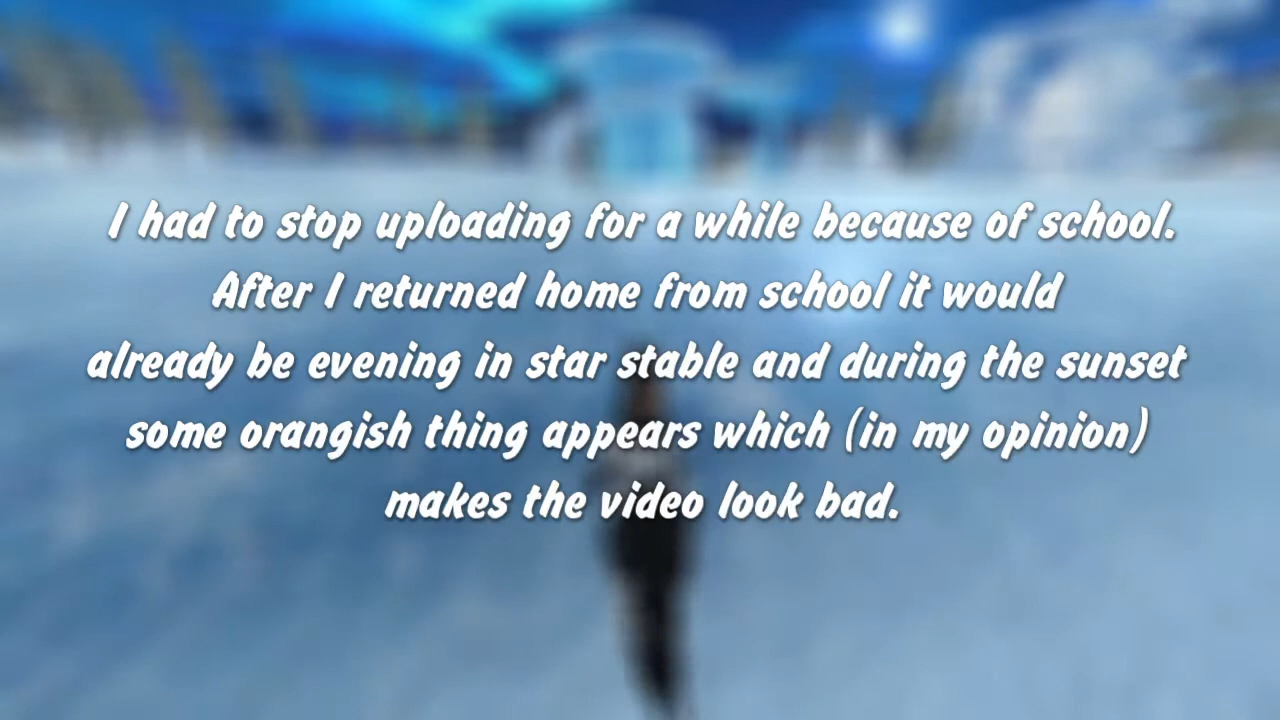 I had to stop uploading for a while because of school.
After I returned home from school it would
already be evening in star stable and during the sunset
some orangish thing appears which (in my opinion)
makes the video look bad.